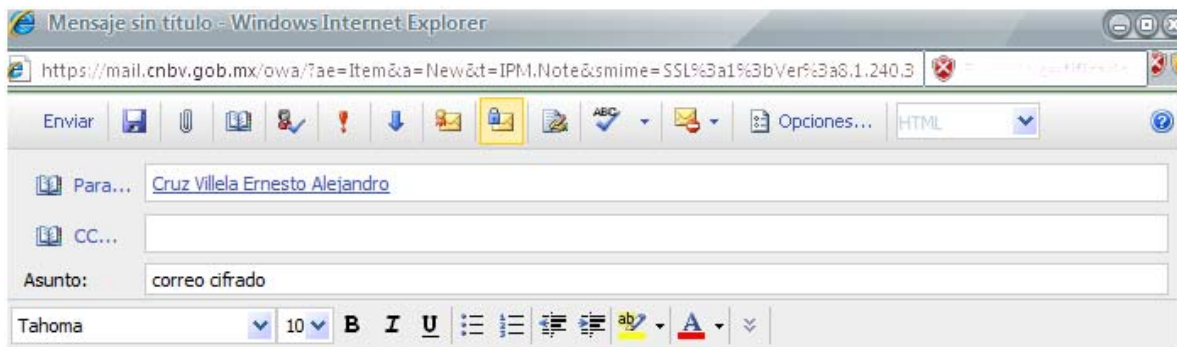 Mensaje sin título - Windows Internet Explorer
https://mail.cnbv.gob.mx/owa/?ae=Item&a=New&t=IPM.Note&smime=SSL%3a1%3bVer%3a8.1.240.3
Enviar ABC Opciones... HTML
Para... Cruz Villela Ernesto Alejandro
CC...
Asunto: correo cifrado
Tahoma 10 B I U ab A